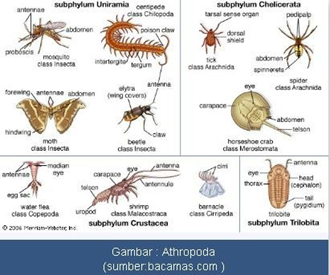 subphylum Uniramia
antennae
abdomen
proboscis
mosquito
class Insecta
centipede
class Chilopoda
poison claw
intertergite
tergum
antennae
forewing
antennae
abdomen
hindwing
moth
class Insecta
elytra
(wing covers)
antenna
claw
beetle
class Insecta
subphylum Chelicerata
tarsal sense organ
dorsal
shield
tick
class Arachnida
pedipalp
abdomen
spinnerets
spider
class Arachnida
eye
carapace
abdomen
telson
horseshoe crab
class Merostomata
antennae
median
eye
egg sac
water flea
class Copepoda
carapace
eye
antennule
telson
antenna
uropod
shrimp
class Malacostraca
cirri
barnacle
class Cirripedia
subphylum Crustacea
antenna
eye
head
(cephalon)
thorax
tail
(pygidium)
trilobite
subphylum Trilobita
© 2006 Merriam-Webster, Inc.
Gambar : Athropoda
(sumber:bacamas.com )